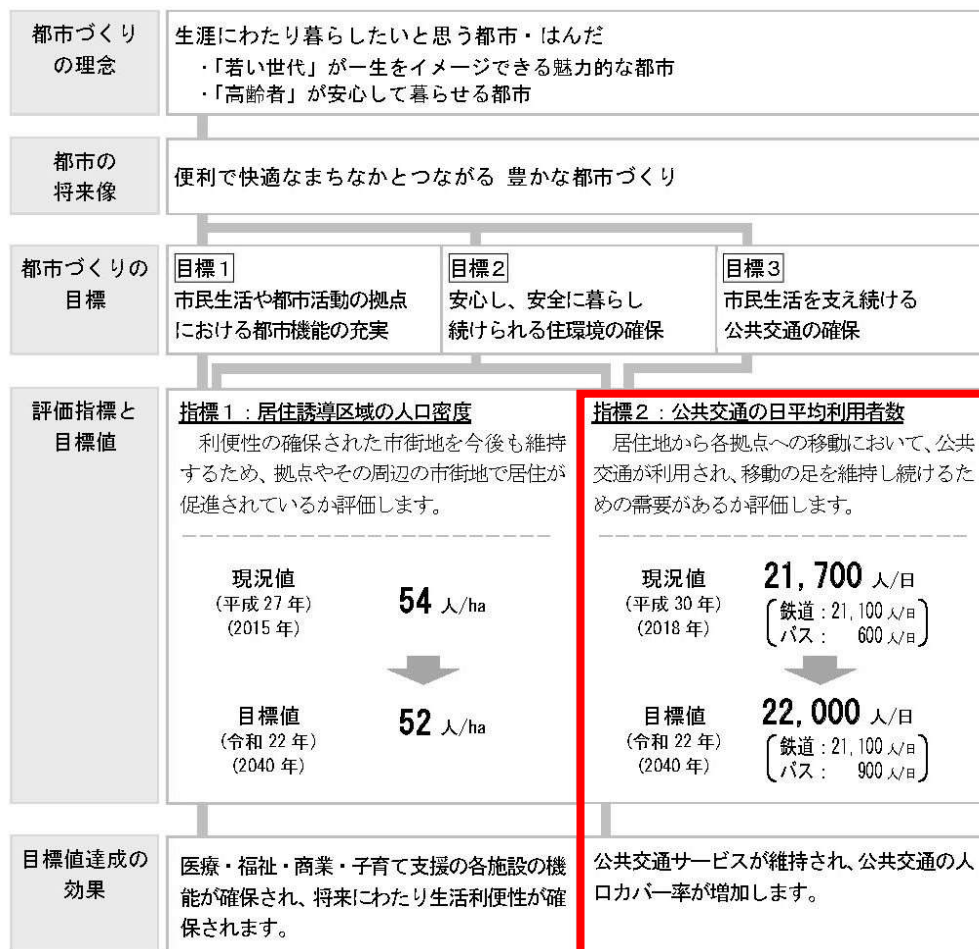 都市づくり
の理念
生涯にわたり暮らしたいと思う都市・はんだ
・「若い世代」が一生をイメージできる魅力的な都市
・「高齢者」が安心して暮らせる都市
都市の
将来像
便利で快適なまちなかとつながる 豊かな都市づくり
都市づくりの
目標
目標1
市民生活や都市活動の拠点
における都市機能の充実
目標2
安心し、安全に暮らし
続けられる住環境の確保
目標3
市民生活を支え続ける
公共交通の確保
評価指標と
目標値
指標1:居住誘導区域の人口密度
利便性の確保された市街地を今後も維持
するため、拠点やその周辺の市街地で居住が
促進されているか評価します。
現況値
(平成27年)
(2015年)
54 人/ha
目標値
(令和22年)
(2040年)
52 人/ha
指標2:公共交通の日平均利用者数
居住地から各拠点への移動において、公共
交通が利用され、移動の足を維持し続けるた
めの需要があるか評価します。
現況値
(平成30年)
(2018年)
21,700 人/日
鉄道:21,100人/日
バス: 600人/日
目標値
(令和22年)
(2040年)
22,000 人/日
鉄道:21,100人/日
バス: 900人/日
目標値達成の
効果
医療・福祉・商業・子育て支援の各施設の機
能が確保され、将来にわたり生活利便性が確
保されます。
公共交通サービスが維持され、公共交通の人
口カバー率が増加します。